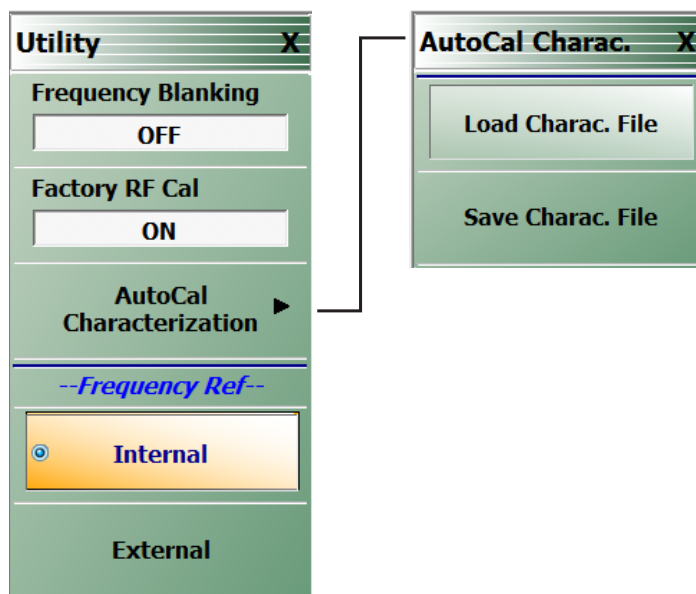 Utility X
Frequency Blanking
OFF
Factory RF Cal
ON
AutoCal
Characterization
--Frequency Ref--
Internal
External
AutoCal Charac. X
Load Charac. File
Save Charac. File